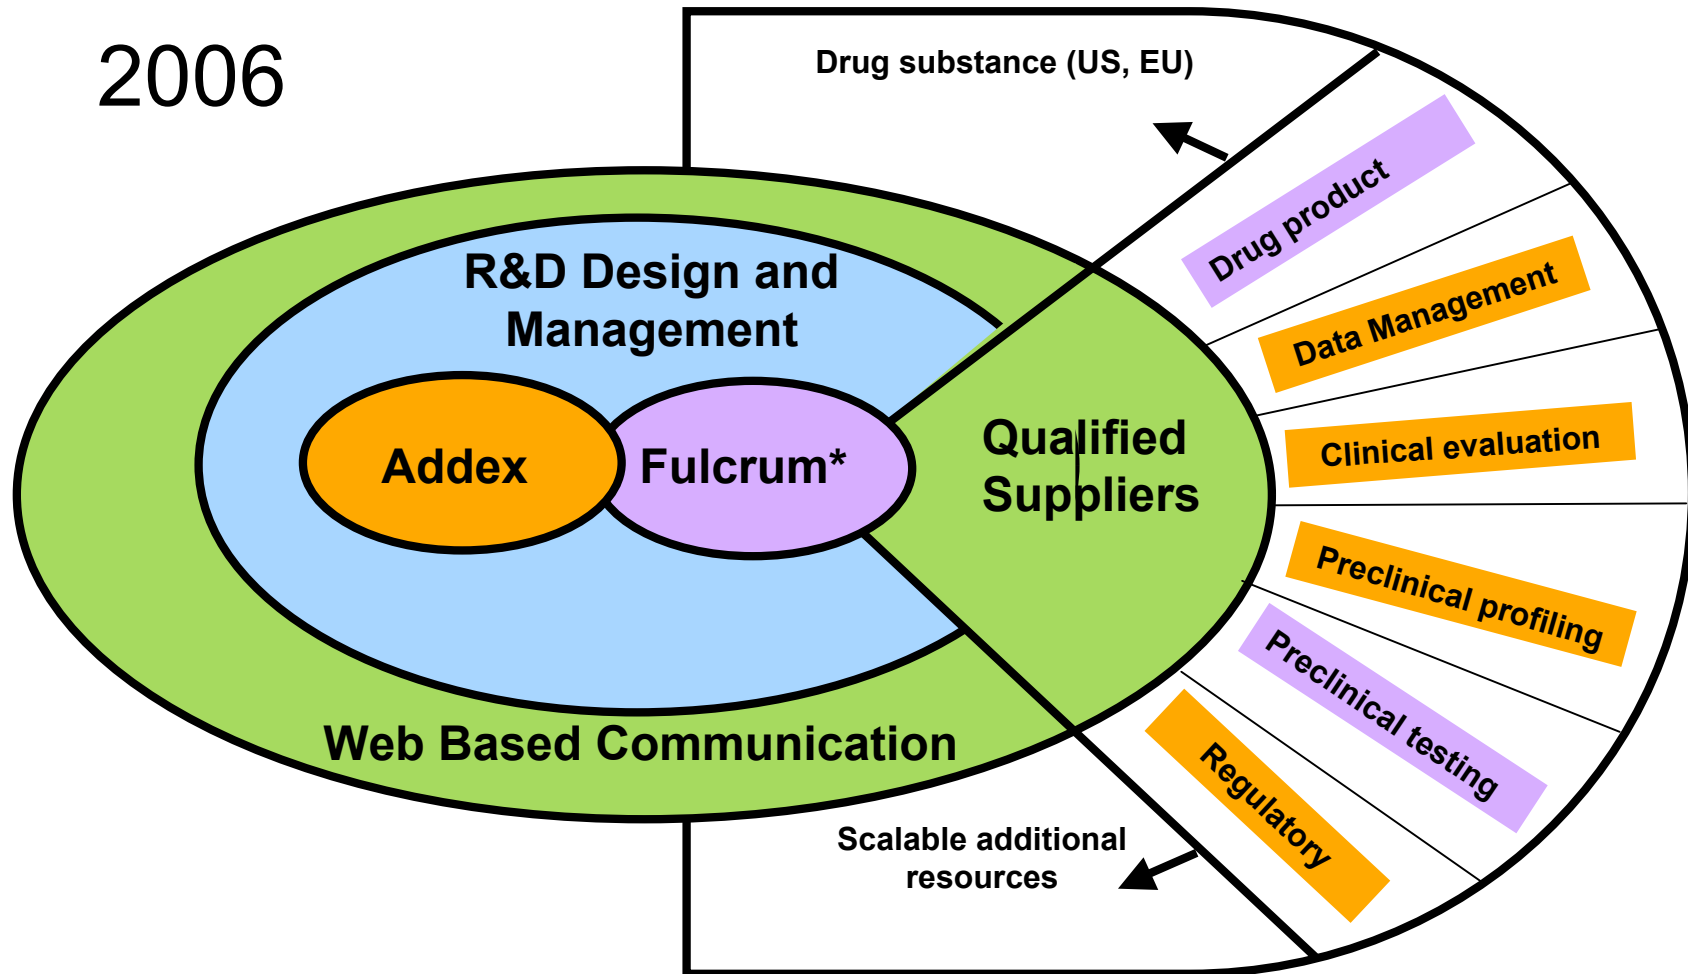 2006
Drug substance (US, EU)
Drug product
Data Management
Clinical evaluation
Preclinical profiling
Preclinical testing
Regulatory
R&D Design and
Management
Addex
Fulcrum*
Qualified
Suppliers
Web Based Communication
Scalable additional
resources